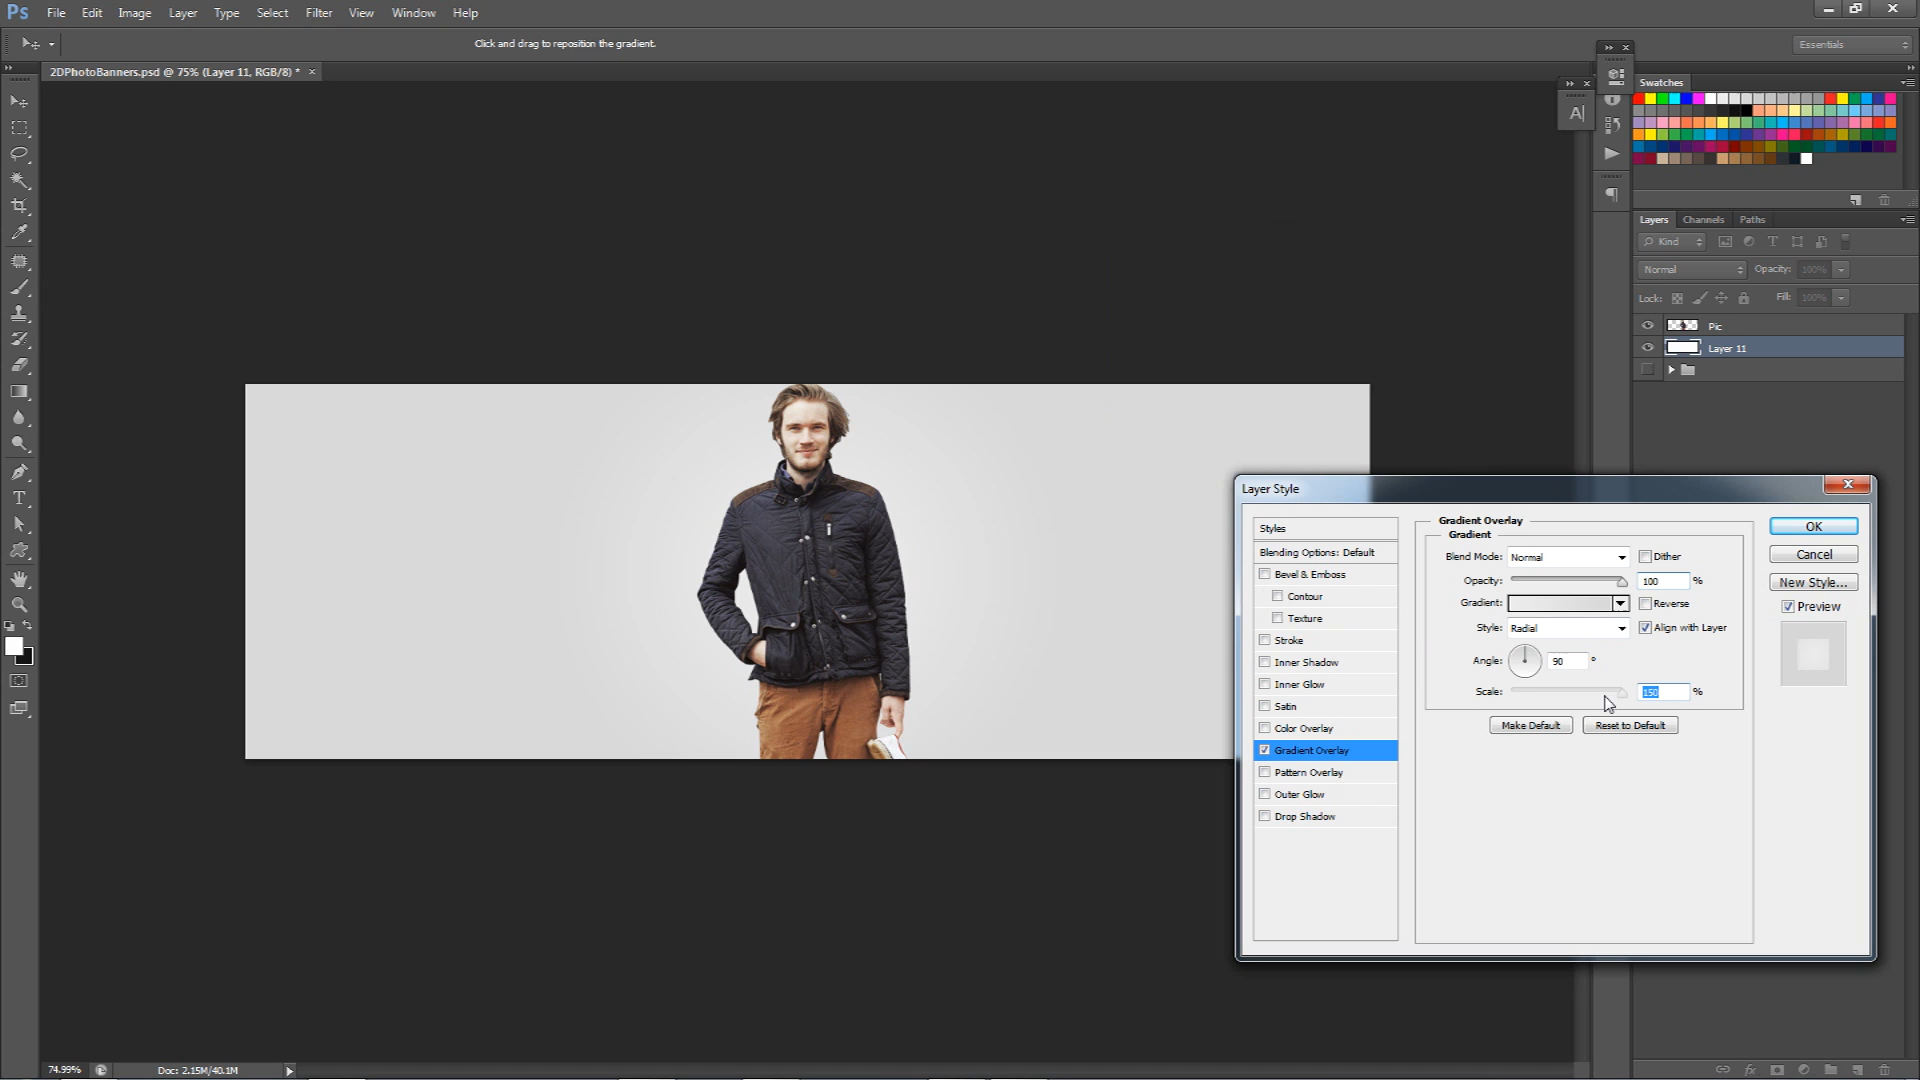 Ps File Edit Image Layer Type Select Filter View Window Help
Click and drag to reposition the gradient.
Essentials
2DPhotoBanners.psd @ 75% (Layer 11, RGB/8) * ×
Swatches
A|
Layers Channels Paths
Kind
Normal Opacity: 100%
Lock: Fill: 100%
Pic
Layer 11
Layer Style
Styles
Blending Options: Default
Bevel & Emboss
Contour
Texture
Stroke
Inner Shadow
Inner Glow
Satin
Color Overlay
Gradient Overlay
Pattern Overlay
Outer Glow
Drop Shadow
Gradient Overlay
Gradient
Blend Mode: Normal Dither
Opacity: 100 %
Gradient: Reverse
Style: Radial Align with Layer
Angle: 90 °
Scale: 150 %
Make Default Reset to Default
OK
Cancel
New Style...
Preview
74.99% Doc: 2.15M/40.1M